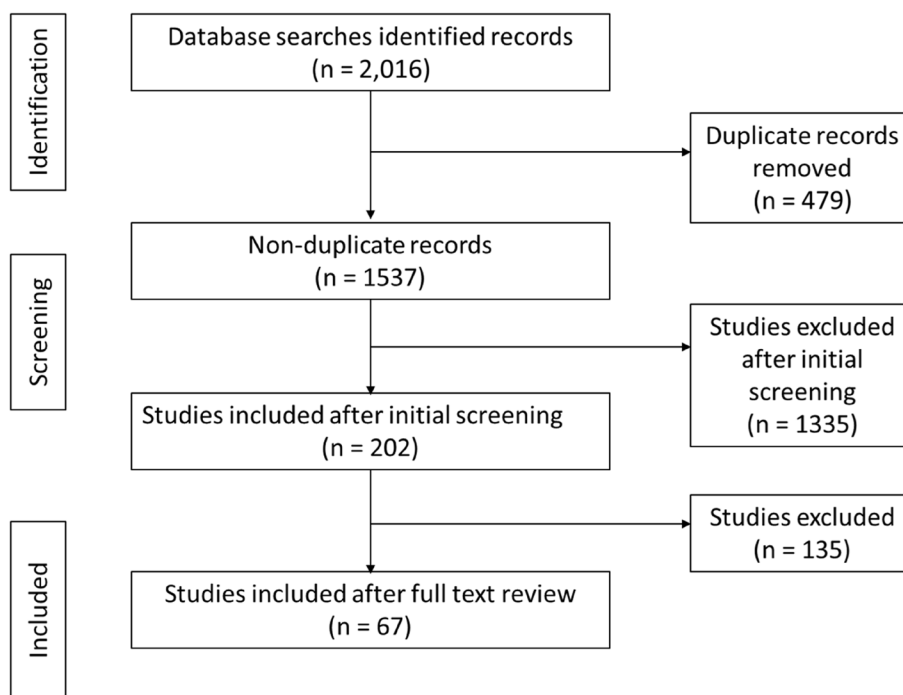 Identification
Database searches identified records
(n = 2,016)
Duplicate records
removed
(n = 479)
Non-duplicate records
(n = 1537)
Screening
Studies excluded
after initial
screening
(n = 1335)
Studies included after initial screening
(n = 202)
Studies excluded
(n = 135)
Included
Studies included after full text review
(n = 67)